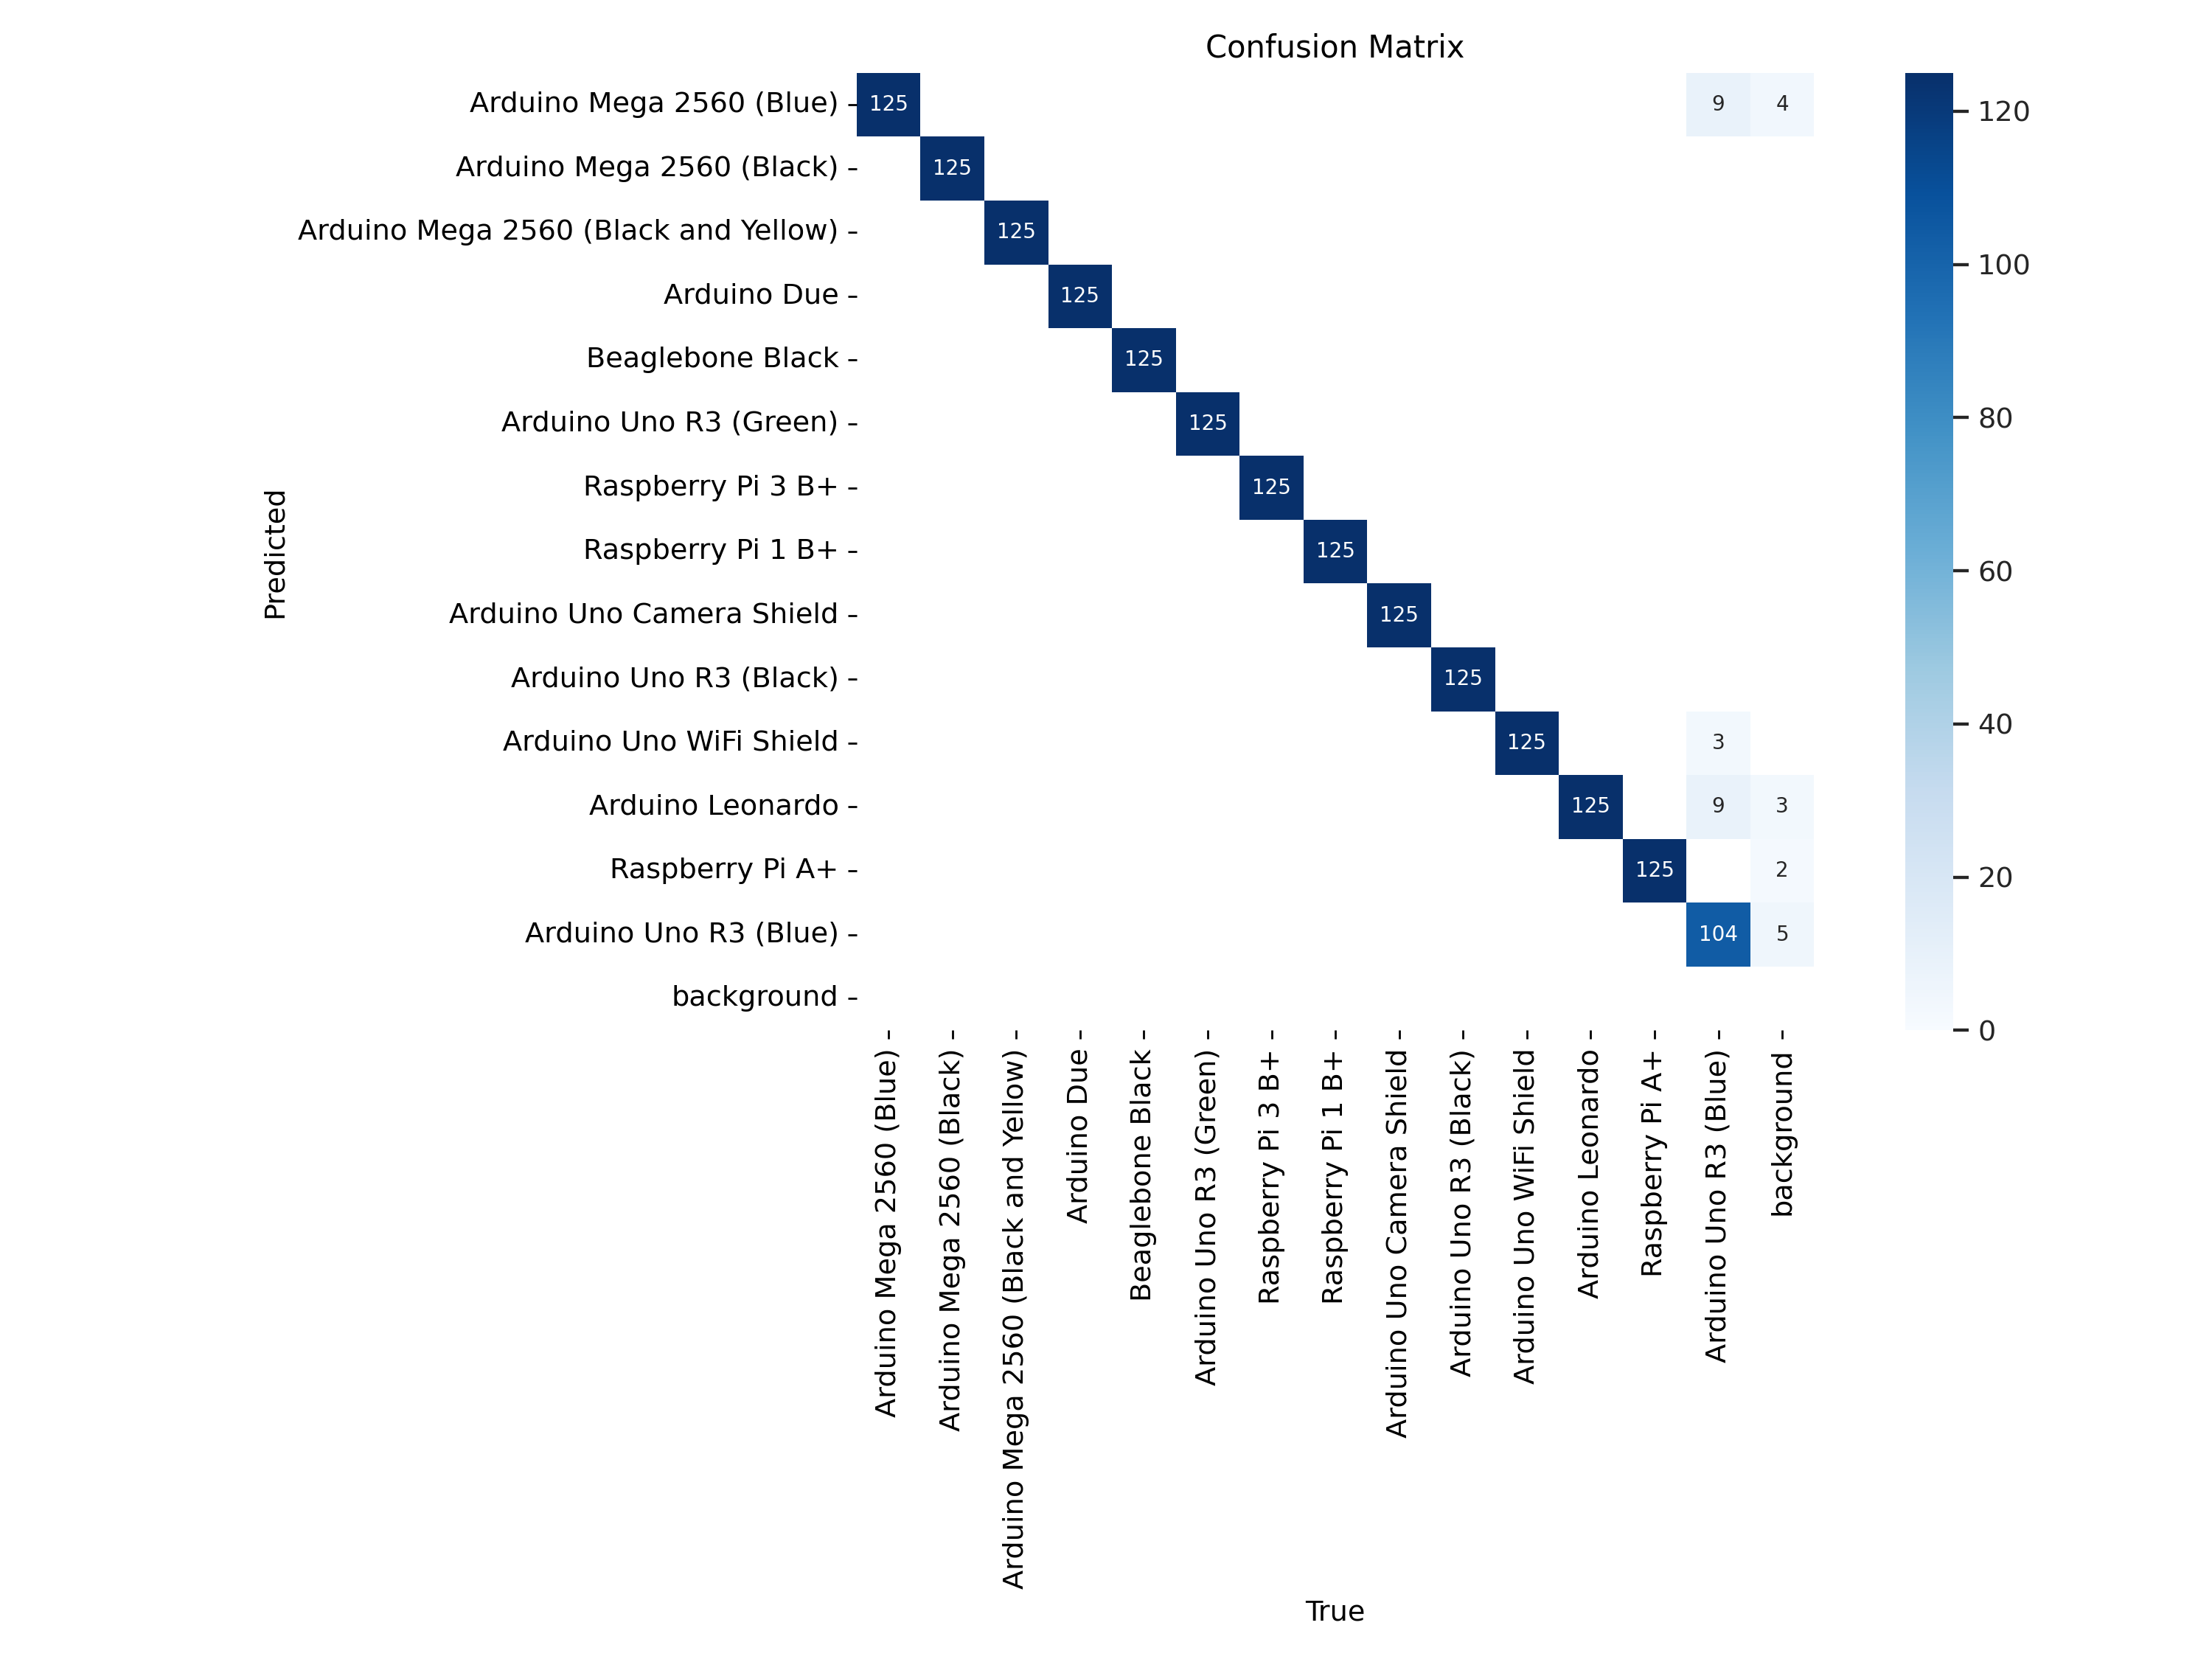 Confusion Matrix
Predicted
Arduino Mega 2560 (Blue)
125
9
4
Arduino Mega 2560 (Black)
125
Arduino Mega 2560 (Black and Yellow)
125
Arduino Due
125
Beaglebone Black
125
Arduino Uno R3 (Green)
125
Raspberry Pi 3 B+
125
Raspberry Pi 1 B+
125
Arduino Uno Camera Shield
125
Arduino Uno R3 (Black)
125
Arduino Uno WiFi Shield
125
3
Arduino Leonardo
125
9
3
Raspberry Pi A+
125
2
Arduino Uno R3 (Blue)
104
5
background
120
100
80
60
40
20
0
Arduino Mega 2560 (Blue)
Arduino Mega 2560 (Black)
Arduino Mega 2560 (Black and Yellow)
Arduino Due
Beaglebone Black
Arduino Uno R3 (Green)
Raspberry Pi 3 B+
Raspberry Pi 1 B+
Arduino Uno Camera Shield
Arduino Uno R3 (Black)
Arduino Uno WiFi Shield
Arduino Leonardo
Raspberry Pi A+
Arduino Uno R3 (Blue)
background
True